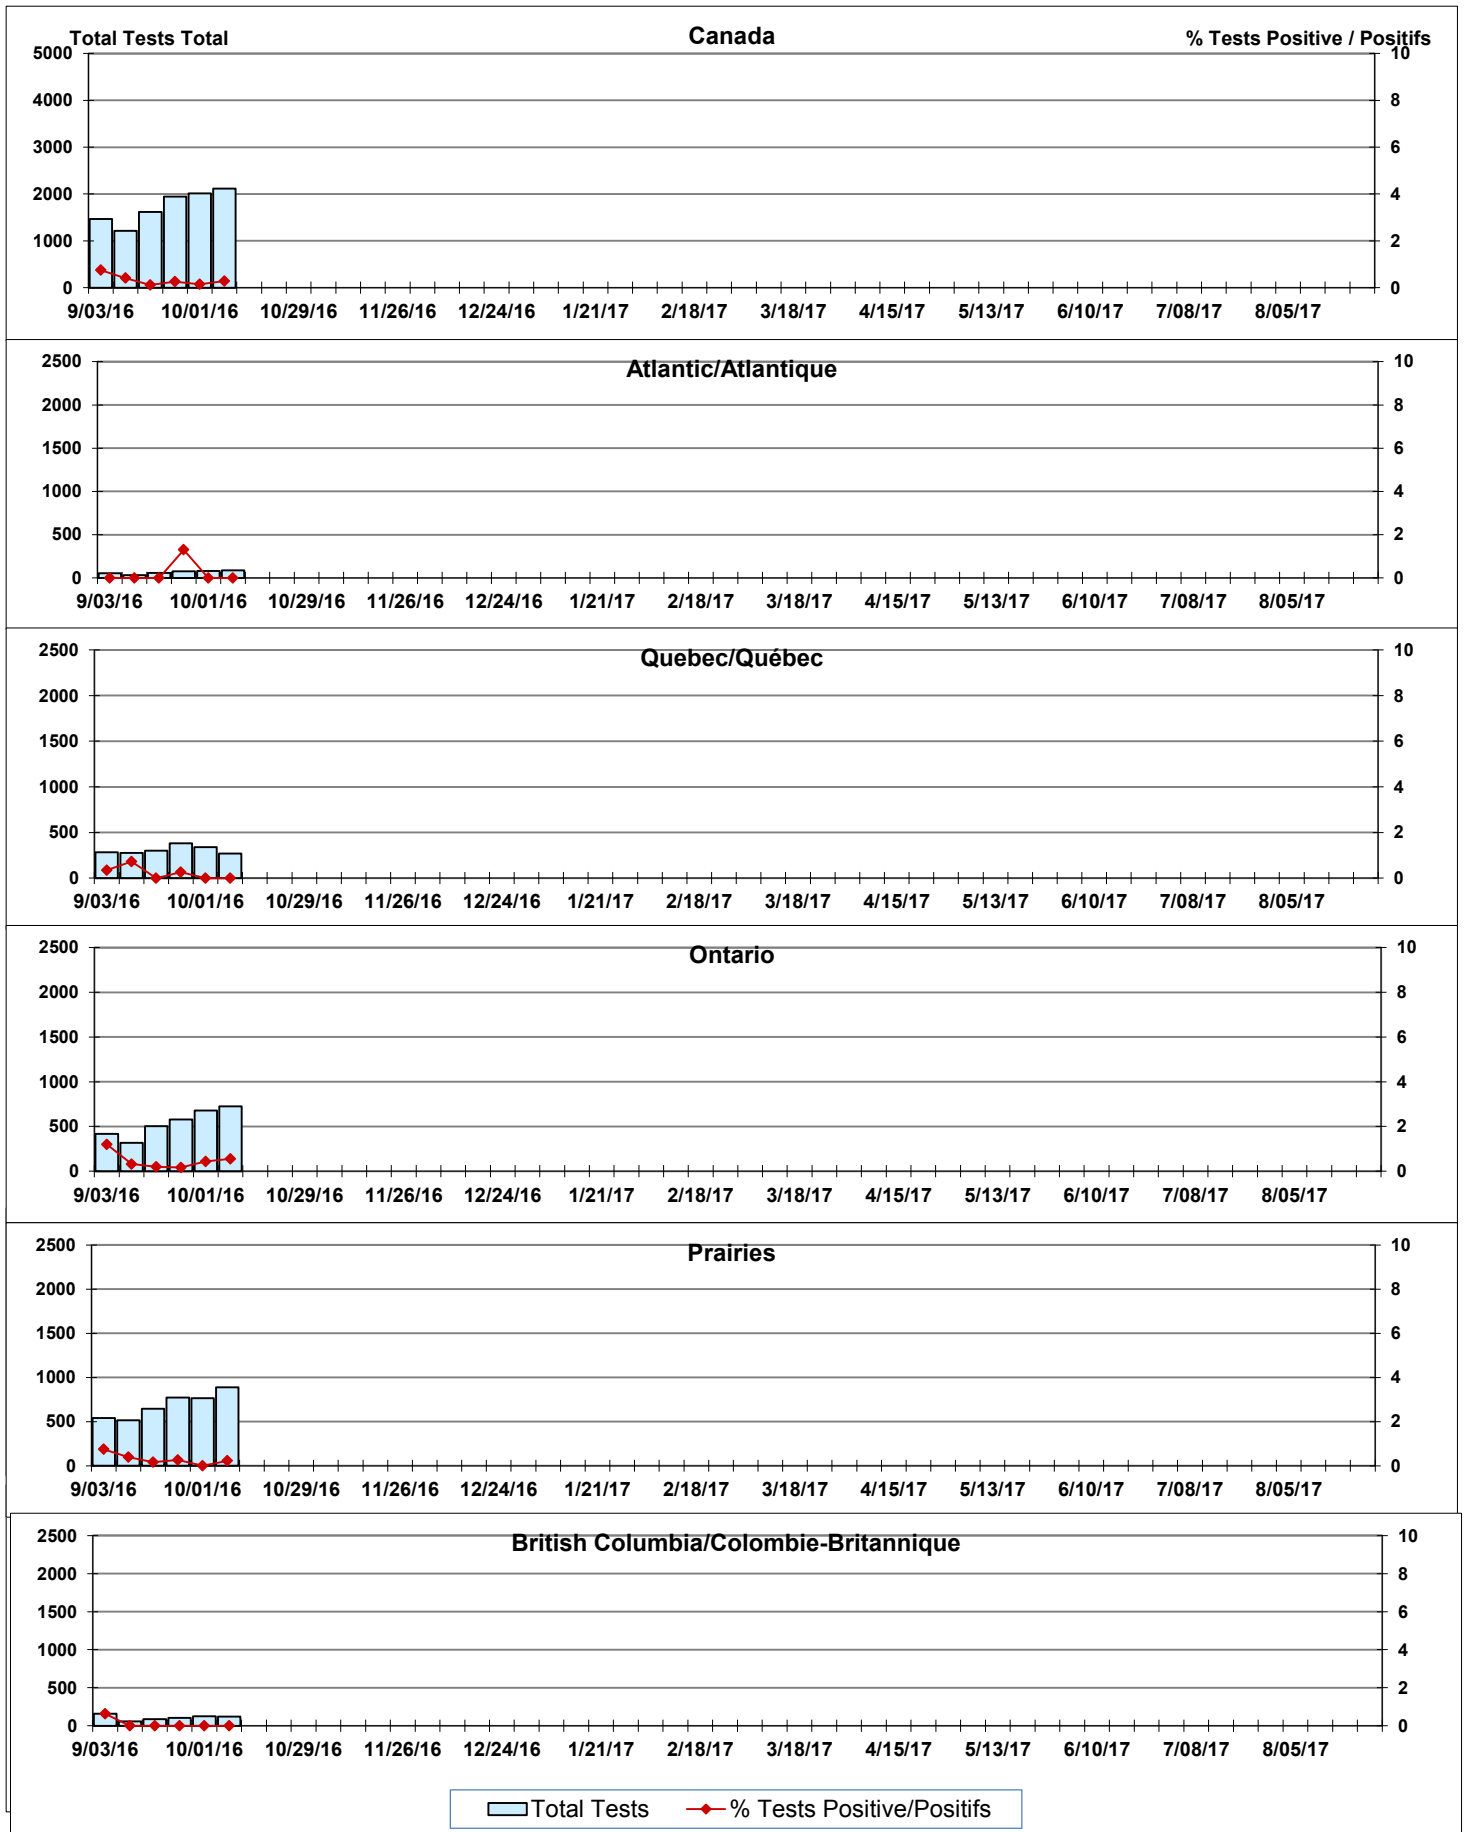 Total Tests Total Canada % Tests Positive / Positifs
5000 10
4000 8
3000 6
2000 4
1000 2
0 0
9/03/16 10/01/16 10/29/16 11/26/16 12/24/16 1/21/17 2/18/17 3/18/17 4/15/17 5/13/17 6/10/17 7/08/17 8/05/17
Atlantic/Atlantique
2500 10
2000 8
1500 6
1000 4
500 2
0 0
9/03/16 10/01/16 10/29/16 11/26/16 12/24/16 1/21/17 2/18/17 3/18/17 4/15/17 5/13/17 6/10/17 7/08/17 8/05/17
Quebec/Québec
2500 10
2000 8
1500 6
1000 4
500 2
0 0
9/03/16 10/01/16 10/29/16 11/26/16 12/24/16 1/21/17 2/18/17 3/18/17 4/15/17 5/13/17 6/10/17 7/08/17 8/05/17
Ontario
2500 10
2000 8
1500 6
1000 4
500 2
0 0
9/03/16 10/01/16 10/29/16 11/26/16 12/24/16 1/21/17 2/18/17 3/18/17 4/15/17 5/13/17 6/10/17 7/08/17 8/05/17
Prairies
2500 10
2000 8
1500 6
1000 4
500 2
0 0
9/03/16 10/01/16 10/29/16 11/26/16 12/24/16 1/21/17 2/18/17 3/18/17 4/15/17 5/13/17 6/10/17 7/08/17 8/05/17
British Columbia/Colombie-Britannique
2500 10
2000 8
1500 6
1000 4
500 2
0 0
9/03/16 10/01/16 10/29/16 11/26/16 12/24/16 1/21/17 2/18/17 3/18/17 4/15/17 5/13/17 6/10/17 7/08/17 8/05/17
Total Tests % Tests Positive/Positifs